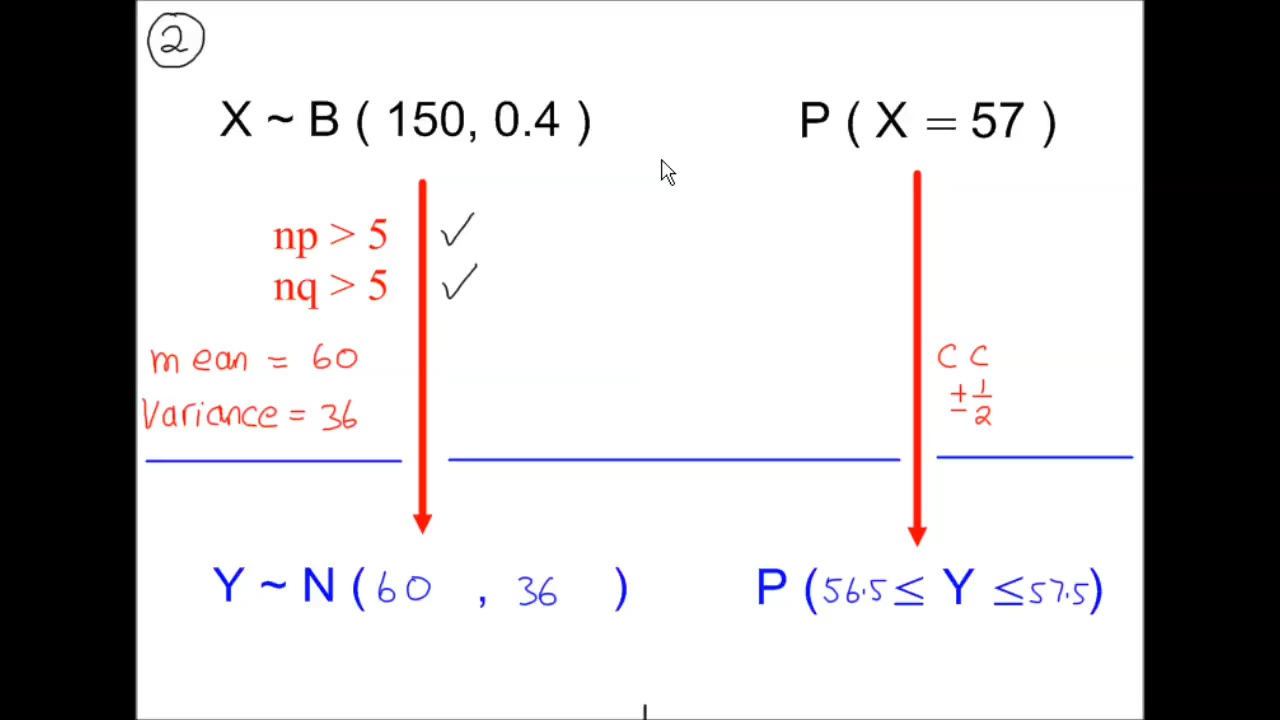 2
X ~ B ( 150, 0.4 )
P ( X = 57 )
np > 5 ✓
nq > 5 ✓
mean = 60
Variance = 36
C C
± 1/2
Y ~ N ( 60 , 36 )
P ( 56.5 ≤ Y ≤ 57.5 )